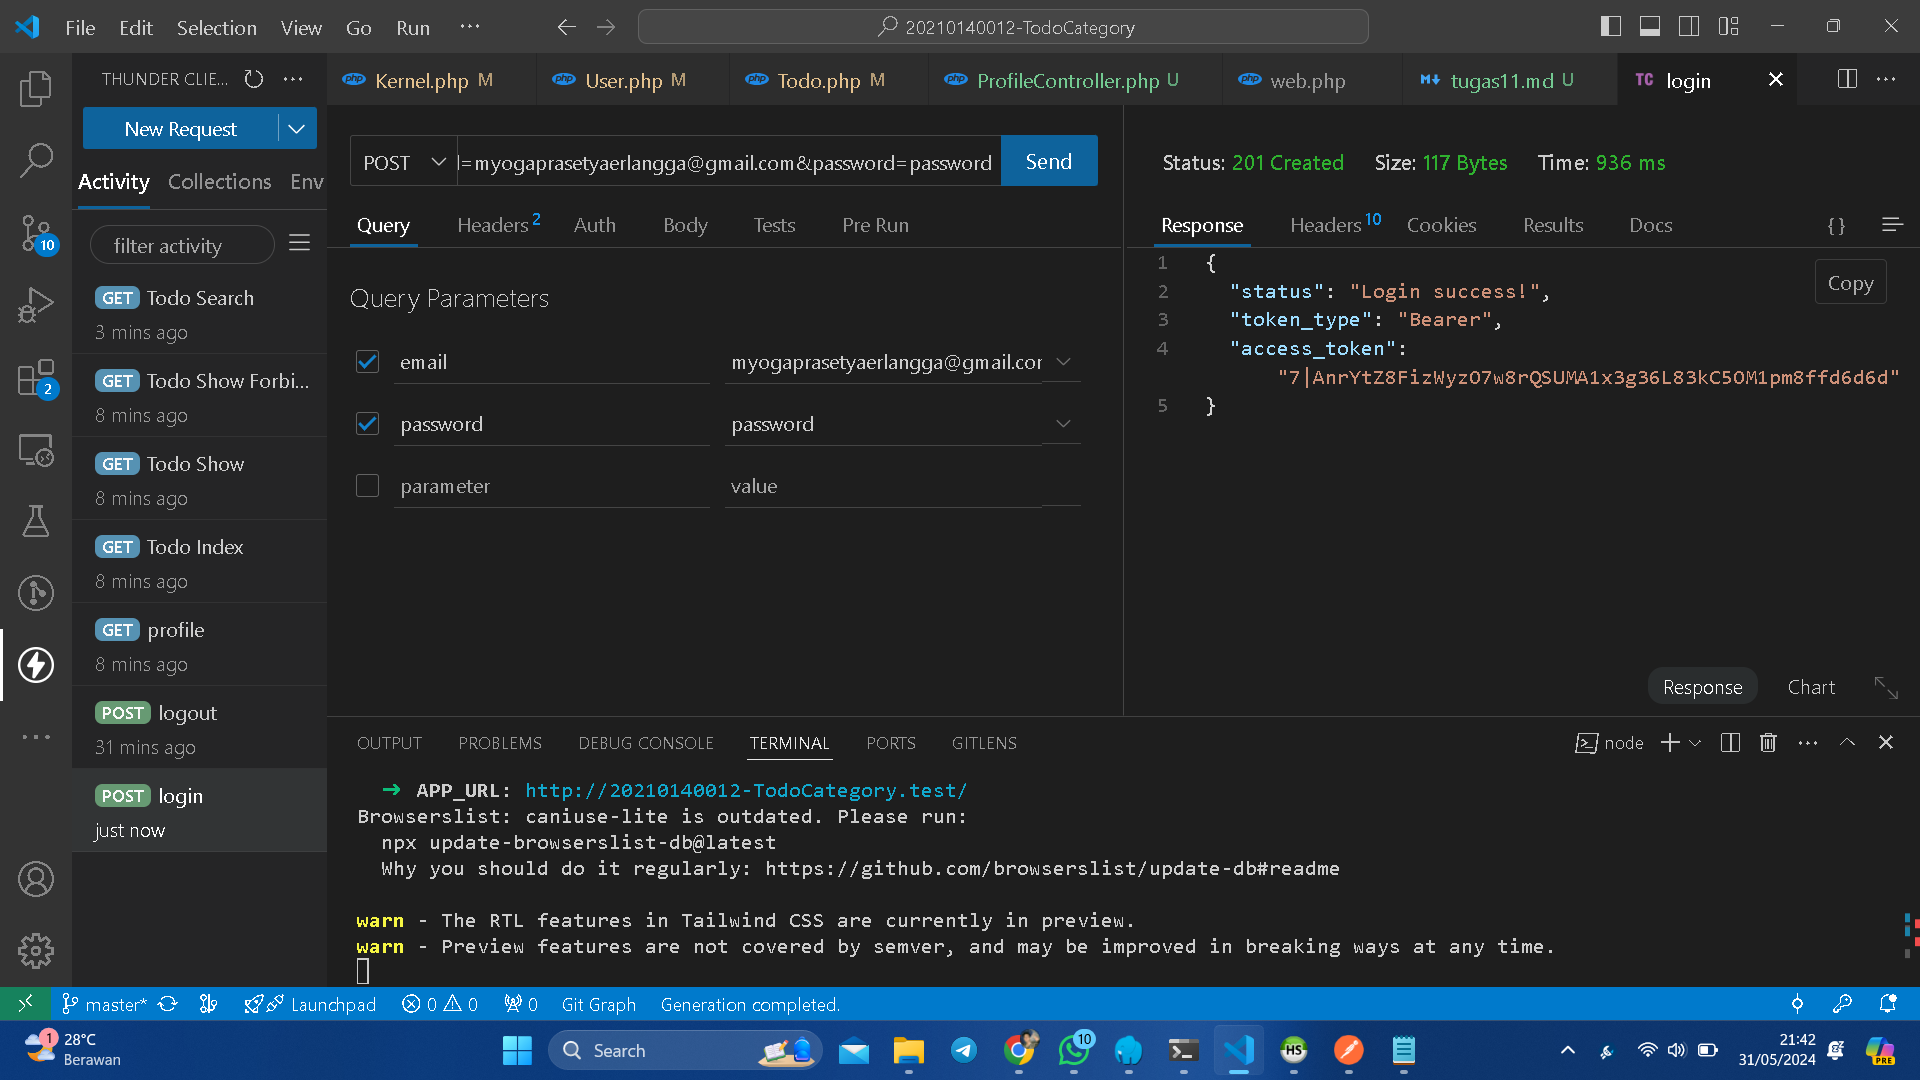 File Edit Selection View Go Run ···
20210140012-TodoCategory
THUNDER CLIE... ···
Kernel.php M
User.php M
Todo.php M
ProfileController.php U
web.php
tugas11.md U
TC login
New Request
Activity Collections Env
filter activity
GET Todo Search
3 mins ago
GET Todo Show Forbi...
8 mins ago
GET Todo Show
8 mins ago
GET Todo Index
8 mins ago
GET profile
8 mins ago
POST logout
31 mins ago
POST login
just now
10
2
POST
l=myogaprasetyaerlangga@gmail.com&password=password
Send
Query Headers 2 Auth Body Tests Pre Run
Query Parameters
email myogaprasetyaerlangga@gmail.cor
password password
parameter value
Status: 201 Created Size: 117 Bytes Time: 936 ms
Response Headers 10 Cookies Results Docs {}
Copy
1 {
2 "status": "Login success!",
3 "token_type": "Bearer",
4 "access_token":
"7|AnrYtZ8FizWyzO7w8rQSUMA1x3g36L83kC5OM1pm8ffd6d6d"
5 }
Response Chart
OUTPUT PROBLEMS DEBUG CONSOLE TERMINAL PORTS GITLENS
node
➜ APP_URL: http://20210140012-TodoCategory.test/
Browserslist: caniuse-lite is outdated. Please run:
npx update-browserslist-db@latest
Why you should do it regularly: https://github.com/browserslist/update-db#readme
warn - The RTL features in Tailwind CSS are currently in preview.
warn - Preview features are not covered by semver, and may be improved in breaking ways at any time.
master* Launchpad 0 0 0 Git Graph Generation completed.
1
28°C
Berawan
Search
10
HS
21:42
31/05/2024
PRE